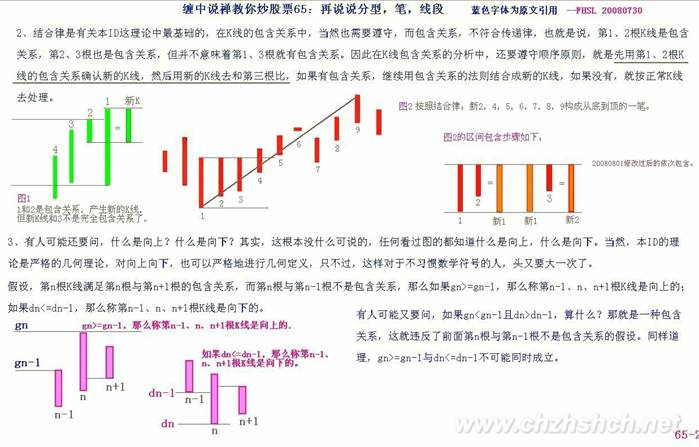 缠中说禅教你炒股票65：再说说分型，笔，线段
蓝色字体为原文引用 --FHSL 20080730
2、结合律是有关本ID这理论中最基础的，在K线的包含关系中，当然也需要遵守，而包含关系，不符合传递律，也就是说，第1、2根K线是包含
关系，第2、3根也是包含关系，但并不意味着第1、3根就有包含关系。因此在K线包含关系的分析中，还要遵守顺序原则，就是先用第1、2根K
线的包含关系确认新的K线，然后用新的K线去和第三根比，如果有包含关系，继续用包含关系的法则结合成新的K线，如果没有，就按正常K线
去处理。
1 新K
2
3
4
=
图1
1和2是包含关系，产生新的K线，
但新K线和3不是完全包含关系了。
1
2
3
4
5
6
7
8
9
图2 按照结合律：新2，4，5，6，7，8，9构成从底到顶的一笔。
图2的区间包含步骤如下：
20080801修改过后的依次包含。
=
=
1 2 新1 新1 3 新2
3、有人可能还要问，什么是向上？什么是向下？其实，这根本没什么可说的，任何看过图的都知道什么是向上，什么是向下。当然，本ID的理
论是严格的几何理论，对向上向下，也可以严格地进行几何定义，只不过，这样对于不习惯数学符号的人，头又要大一次了。
假设，第n根K线满足第n根与第n+1根的包含关系，而第n根与第n-1根不是包含关系，那么如果gn>=gn-1，那么称第n-1、n、n+1根K线是向上的；
如果dn<=dn-1，那么称第n-1、n、n+1根K线是向下的。
gn
gn>=gn-1，那么称第n-1、n、n+1根K线是向上的.
gn-1
n-1
n
n+1
如果dn<=dn-1，那么称第n-1、
n、n+1根K线是向下的。
dn-1
dn
n-1
n
n+1
有人可能又要问，如果gn<gn-1且dn>dn-1，算什么？那就是一种包含
关系，这就违反了前面第n根与第n-1根不是包含关系的假设。同样道
理，gn>=gn-1与dn<=dn-1不可能同时成立。
www.chzhshch.net
65-2